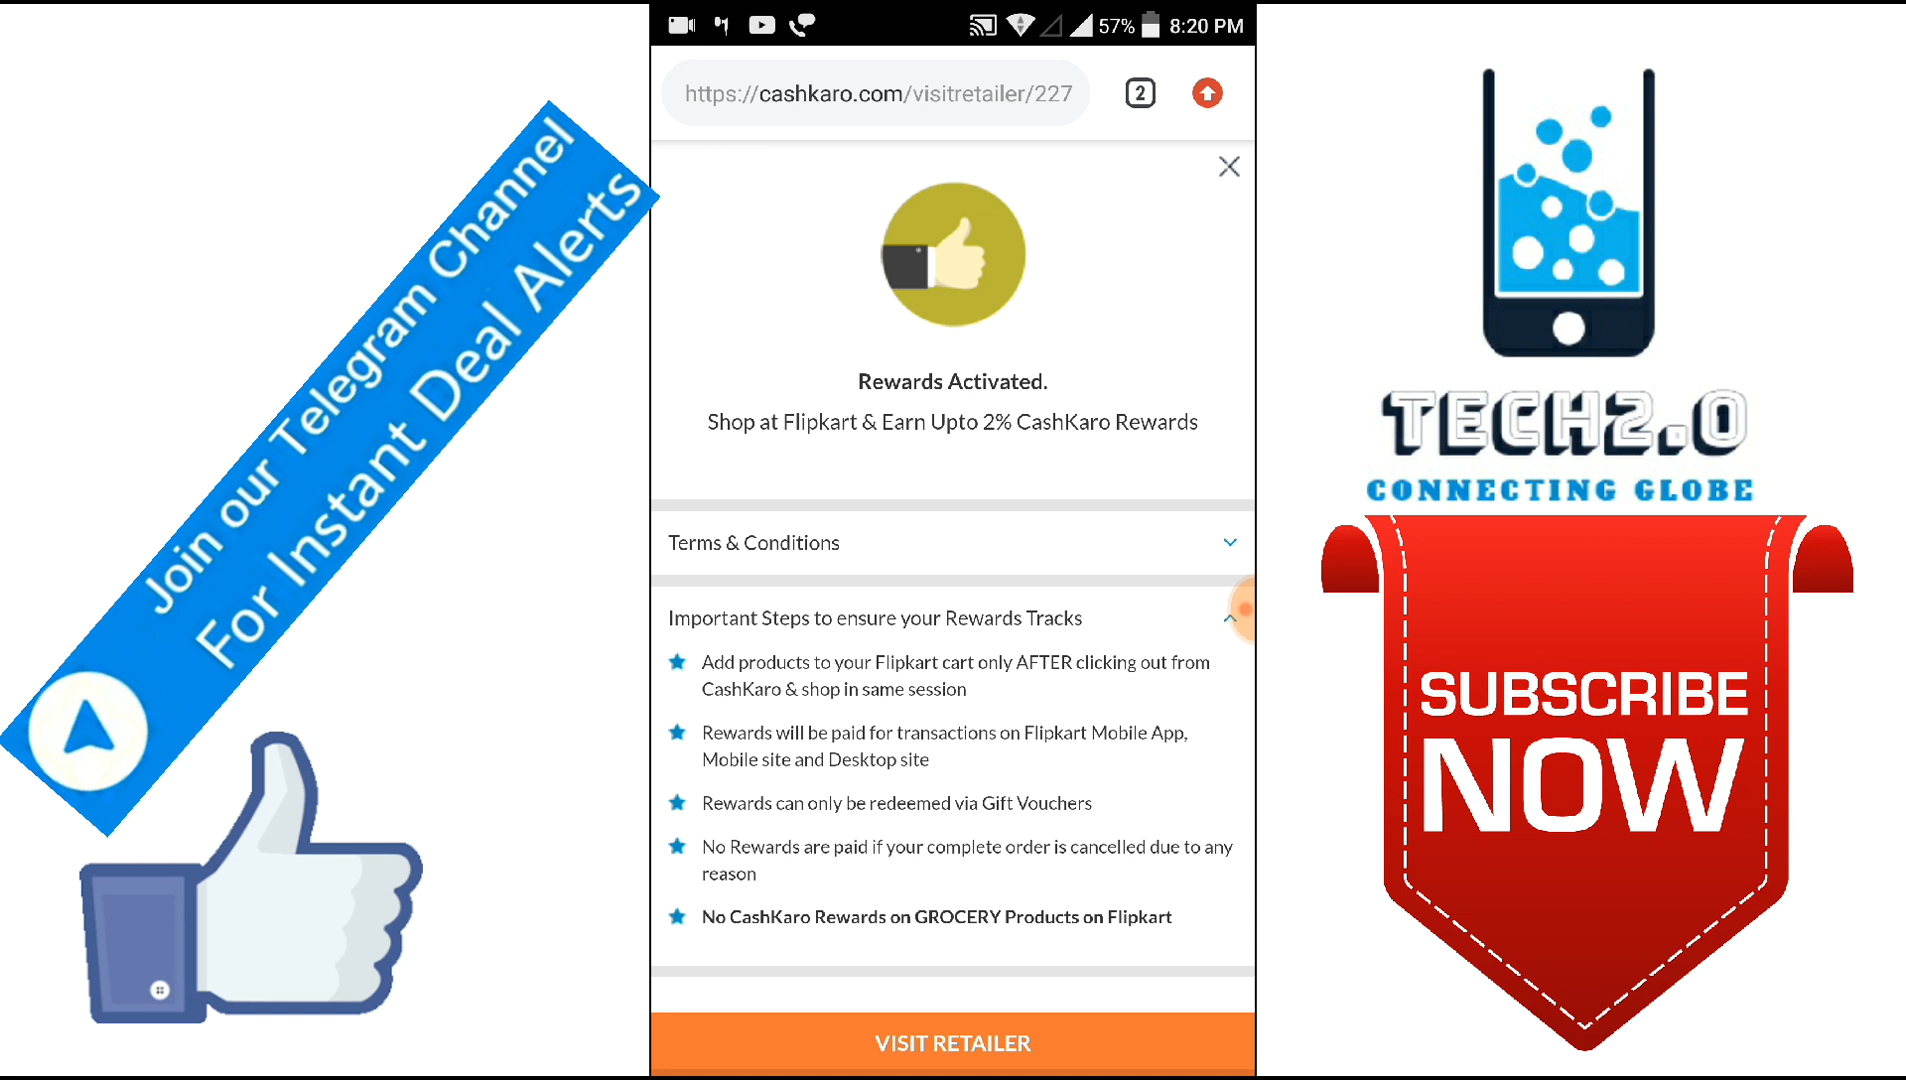 Join our Telegram Channel
For Instant Deal Alerts
57% 8:20 PM
https://cashkaro.com/visitretailer/227
2
Rewards Activated.
Shop at Flipkart & Earn Upto 2% CashKaro Rewards
Terms & Conditions
Important Steps to ensure your Rewards Tracks
Add products to your Flipkart cart only AFTER clicking out from
CashKaro & shop in same session
Rewards will be paid for transactions on Flipkart Mobile App,
Mobile site and Desktop site
Rewards can only be redeemed via Gift Vouchers
No Rewards are paid if your complete order is cancelled due to any
reason
No CashKaro Rewards on GROCERY Products on Flipkart
VISIT RETAILER
TECH2.0
CONNECTING GLOBE
SUBSCRIBE
NOW